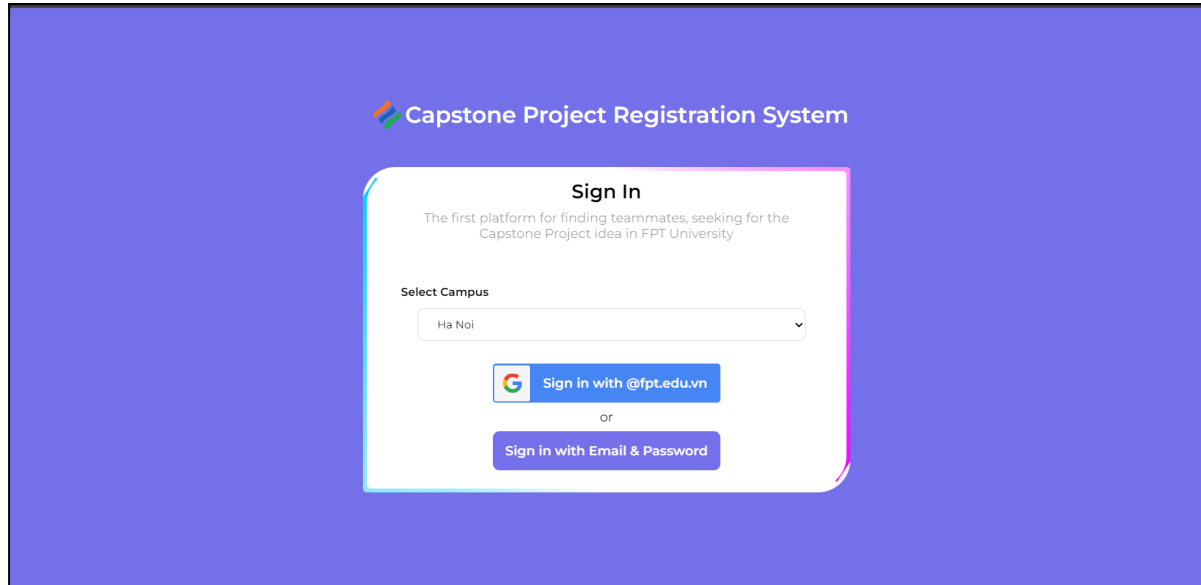 Capstone Project Registration System
Sign In
The first platform for finding teammates, seeking for the
Capstone Project idea in FPT University
Select Campus
Ha Noi
Sign in with @fpt.edu.vn
or
Sign in with Email & Password